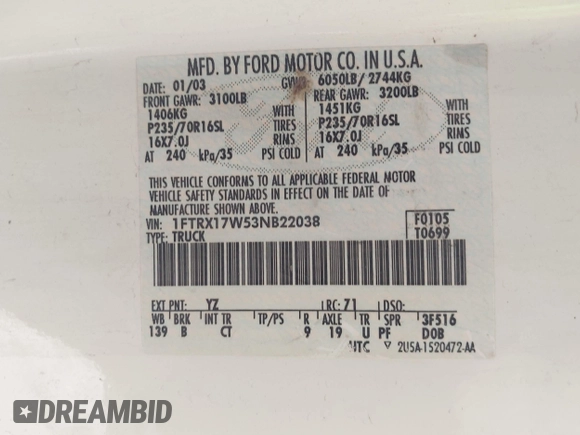 MFD. BY FORD MOTOR CO. IN U.S.A.
DATE: 01/03 GVWR: 6050LB/ 2744KG
FRONT GAWR: 3100LB REAR GAWR: 3200LB
1406KG WITH 1451KG WITH
P235/70R16SL TIRES P235/70R16SL TIRES
16X7.0J RIMS 16X7.0J RIMS
AT 240 kPa/35 PSI COLD AT 240 kPa/35 PSI COLD
THIS VEHICLE CONFORMS TO ALL APPLICABLE FEDERAL MOTOR
VEHICLE SAFETY STANDARDS IN EFFECT ON THE DATE OF
MANUFACTURE SHOWN ABOVE.
VIN: 1FTRX17W53NB22038 F0105
TYPE: TRUCK T0699
EXT PNT: YZ RC: 71 DSO:
WB BRK INT TR TP/PS R AXLE TR SPR 3F516
139 B CT 9 19 U PF DOB
UTC 2U5A-1520472-AA
DREAMBID